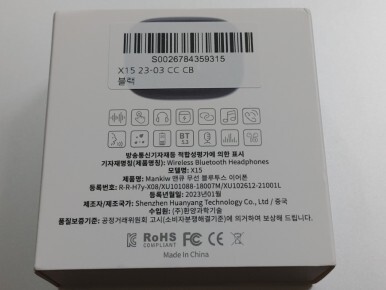 S0026784359315
X15 23-03 CC CB
블랙
BT
5.3
방송통신기자재등 적합성평가에 의한 표시
기자재명칭(제품명칭): Wireless Bluetooth Headphones
모델명: X15
제품명: Mankiw 맨큐 무선 블루투스 이어폰
등록번호: R-R-H7y-X08/XU101088-18007M/XU102612-21001L
등록년월일: 2023年01월
제조자/제조국가: Shenzhen Huanyang Technology Co., Ltd / 중국
수입원: (주)환양과학기술
품질보증기준: 공정거래위원회 고시(소비자분쟁해결기준)에 의거하여 보상해 드립니다.
RoHS
COMPLIANT
FC CE
Made In China